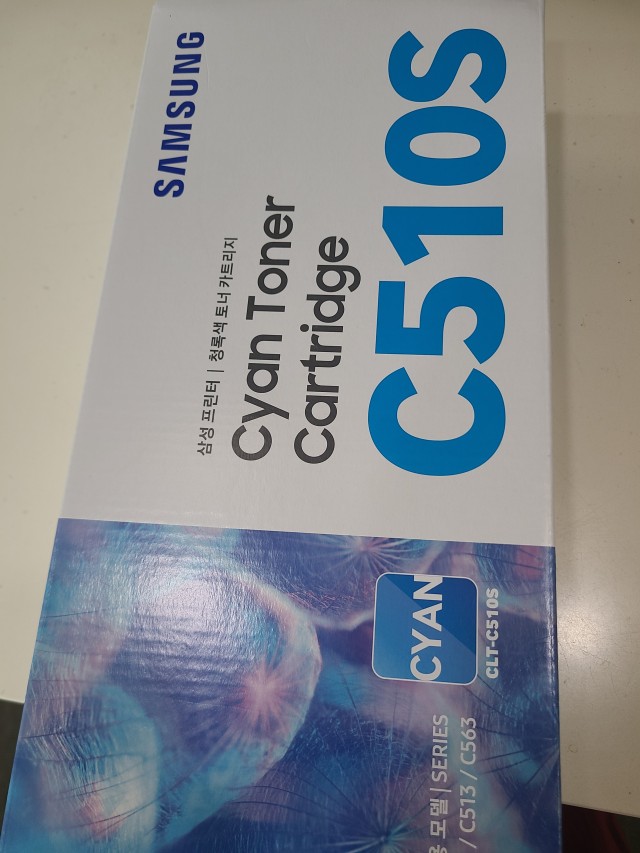 SAMSUNG
삼성 프린터 | 청록색 토너 카트리지
Cyan Toner
Cartridge
C510S
CYAN
CLT-C510S
모델 | SERIES
/ C513 / C563